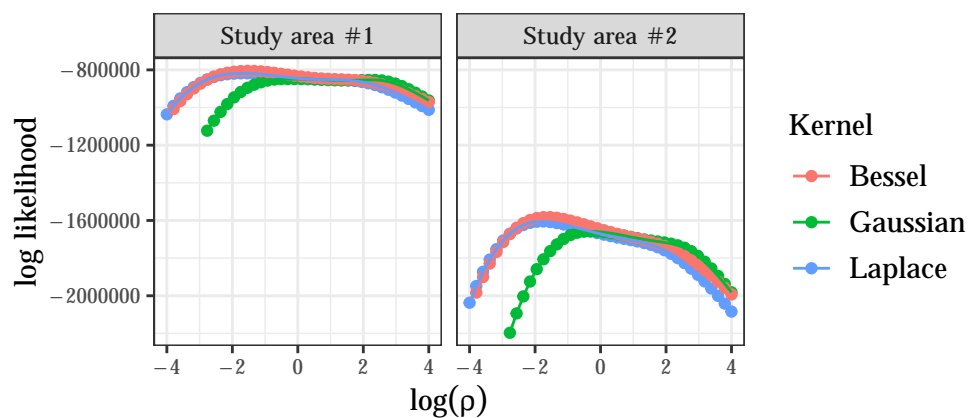 Study area #1
Study area #2
−800000
−1200000
−1600000
−2000000
log likelihood
−4
−2
0
2
4
−4
−2
0
2
4
log(ρ)
Kernel
Bessel
Gaussian
Laplace